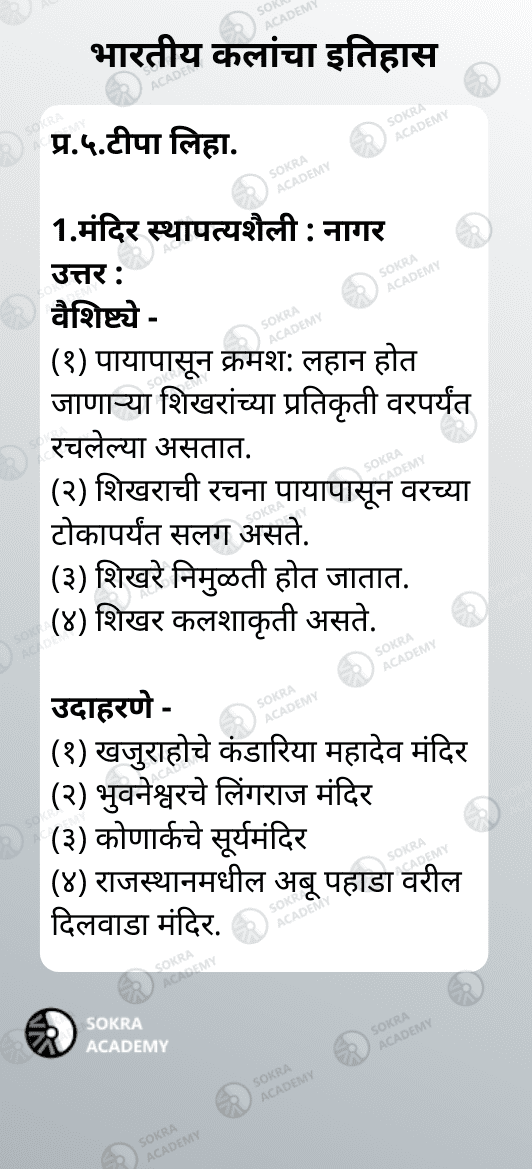 भारतीय कलांचा इतिहास
प्र.५.टीपा लिहा.
1.मंदिर स्थापत्यशैली : नागर
उत्तर :
वैशिष्ट्ये -
(१) पायापासून क्रमश: लहान होत
जाणाऱ्या शिखरांच्या प्रतिकृती वरपर्यंत
रचलेल्या असतात.
(२) शिखराची रचना पायापासून वरच्या
टोकापर्यंत सलग असते.
(३) शिखरे निमुळती होत जातात.
(४) शिखर कलशाकृती असते.
उदाहरणे -
(१) खजुराहोचे कंडारिया महादेव मंदिर
(२) भुवनेश्वरचे लिंगराज मंदिर
(३) कोणार्कचे सूर्यमंदिर
(४) राजस्थानमधील अबू पहाडा वरील
दिलवाडा मंदिर.
SOKRA
ACADEMY